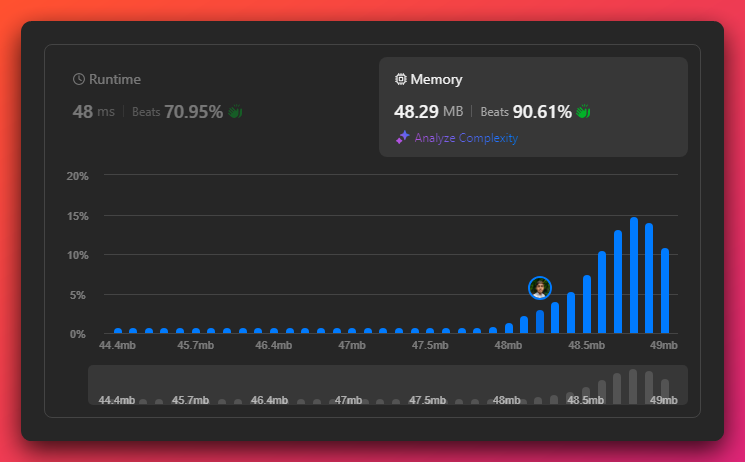 Runtime
48 ms Beats 70.95%
Memory
48.29 MB Beats 90.61%
Analyze Complexity
20%
15%
10%
5%
0%
44.4mb 45.7mb 46.4mb 47mb 47.5mb 48mb 48.5mb 49mb
44.4mb 45.7mb 46.4mb 47mb 47.5mb 48mb 48.5mb 49mb